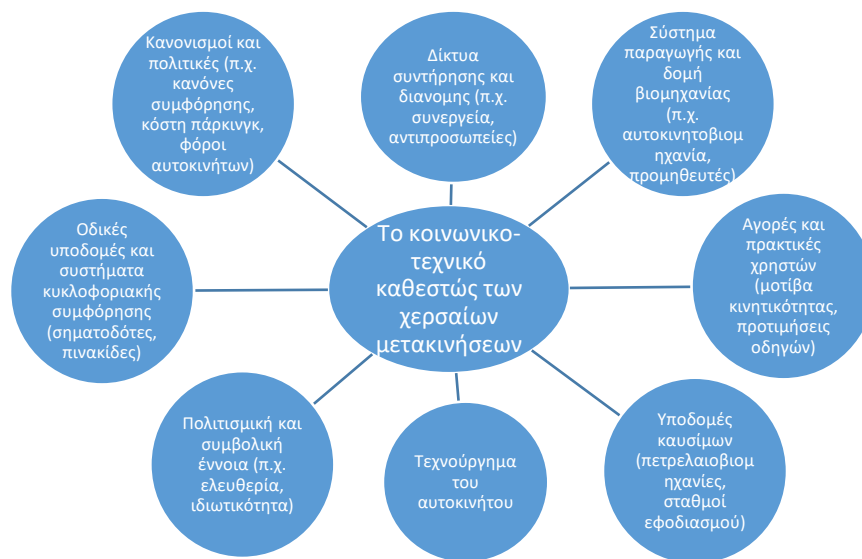 Κανονισμοί και
πολιτικές (π.χ.
κανόνες
συμφόρησης,
κόστη πάρκινγκ,
φόροι
αυτοκινήτων)
Δίκτυα
συντήρησης και
διανομης (π.χ.
συνεργεία,
αντιπροσωπείες)
Σύστημα
παραγωγής και
δομή
βιομηχανίας
(π.χ.
αυτοκινητοβιομ
ηχανία,
προμηθευτές)
Οδικές
υποδομές και
συστήματα
κυκλοφοριακής
συμφόρησης
(σηματοδότες,
πινακίδες)
Το κοινωνικο-
τεχνικό
καθεστώς των
χερσαίων
μετακινήσεων
Αγορές και
πρακτικές
χρηστών
(μοτίβα
κινητικότητας,
προτιμήσεις
οδηγών)
Πολιτισμική και
συμβολική
έννοια (π.χ.
ελευθερία,
ιδιωτικότητα)
Τεχνούργημα
του
αυτοκινήτου
Υποδομές
καυσίμων
(πετρελαιοβιομ
ηχανίες,
σταθμοί
εφοδιασμού)